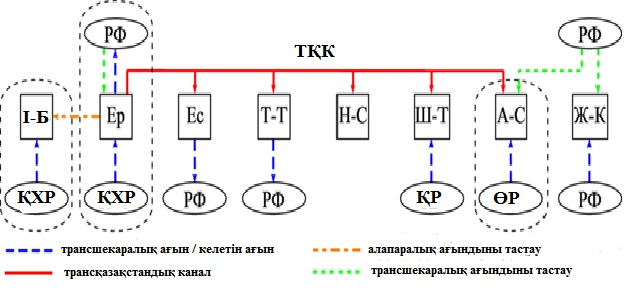 РФ РФ
ТҚК
І-Б Ер Ес Т-Т Н-С Ш-Т А-С Ж-К
ҚХР ҚХР РФ РФ ҚР ӨР РФ
трансшекаралық ағын / келетін ағын алапаралық ағындыны тастау
трансқазақстандық канал трансшекаралық ағындыны тастау